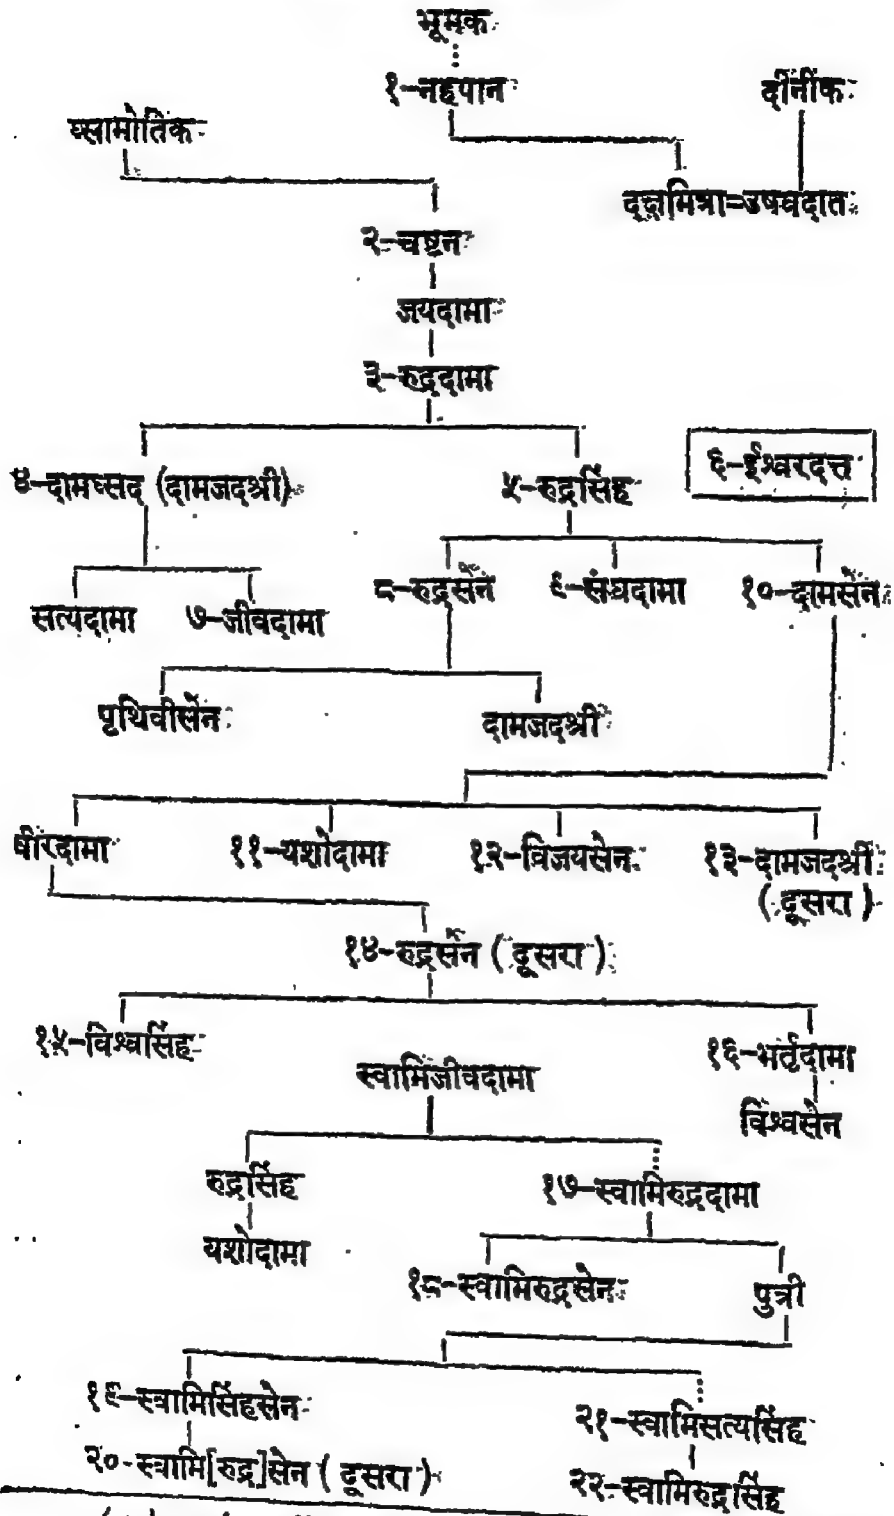 भूमक
१-नहपान
दीनीक
घ्सामोतिक
दक्षमित्रा=उषवदात
२-चष्टन
जयदामा
३-रुद्रदामा
४-दामघ्सद (दामजदश्री)
५-रुद्रसिंह
६-ईश्वरदत्त
सत्यदामा
७-जीवदामा
८-रुद्रसेन
९-संघदामा
१०-दामसेन
पृथिवीसेन
दामजदश्री
वीरदामा
११-यशोदामा
१२-विजयसेन
१३-दामजदश्री
(दूसरा)
१४-रुद्रसेन (दूसरा)
१५-विश्वसिंह
१६-भर्तृदामा
स्वामिजीवदामा
विश्वसेन
रुद्रसिंह
१७-स्वामिरुद्रदामा
यशोदामा
१८-स्वामिरुद्रसेन
पुत्री
१९-स्वामिसिंहसेन
२१-स्वामिसत्यसिंह
२०-स्वामि[रुद्र]सेन (दूसरा)
२२-स्वामिरुद्रसिंह